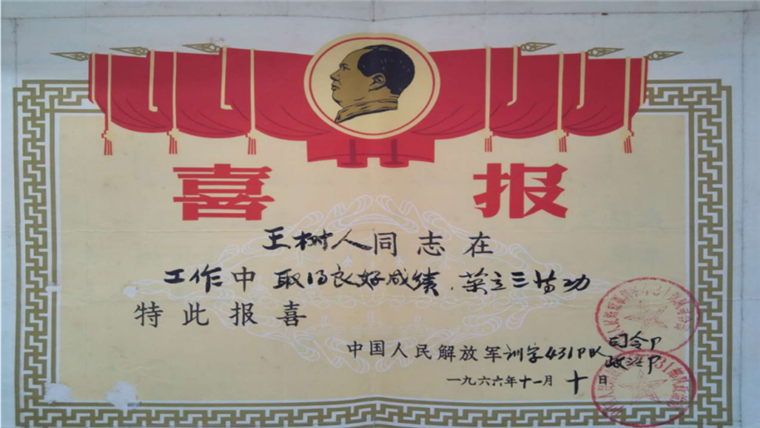 喜报
王树人同志在
工作中取得良好成绩.荣立三等功
特此报喜
中国人民解放军训字431部队司令部
政治部
一九六六年十一月十日